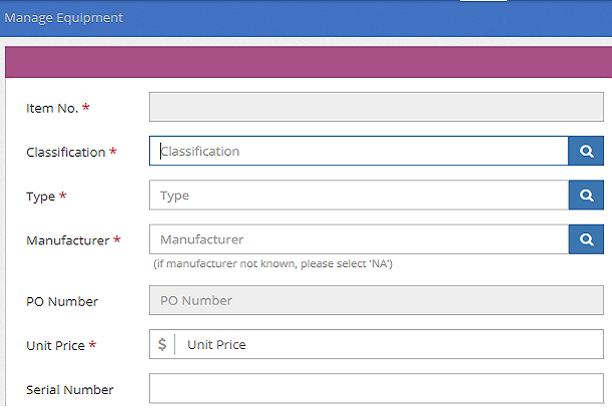 Manage Equipment
Item No. *
Classification * Classification
Type * Type
Manufacturer * Manufacturer
(if manufacturer not known, please select 'NA')
PO Number PO Number
Unit Price * $ Unit Price
Serial Number